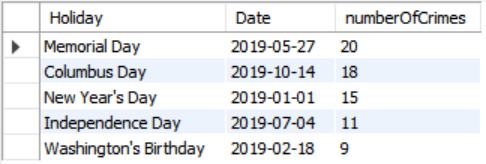 Holiday Date numberOfCrimes
Memorial Day 2019-05-27 20
Columbus Day 2019-10-14 18
New Year's Day 2019-01-01 15
Independence Day 2019-07-04 11
Washington's Birthday 2019-02-18 9